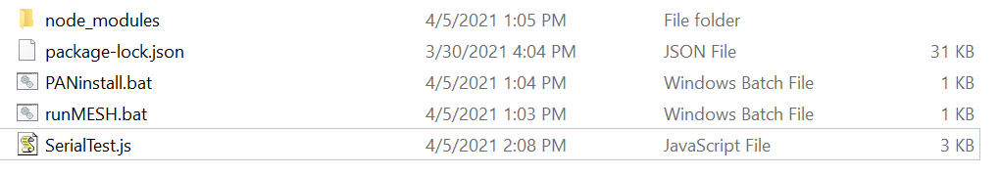 node_modules 4/5/2021 1:05 PM File folder
package-lock.json 3/30/2021 4:04 PM JSON File 31 KB
PANinstall.bat 4/5/2021 1:04 PM Windows Batch File 1 KB
runMESH.bat 4/5/2021 1:03 PM Windows Batch File 1 KB
SerialTest.js 4/5/2021 2:08 PM JavaScript File 3 KB